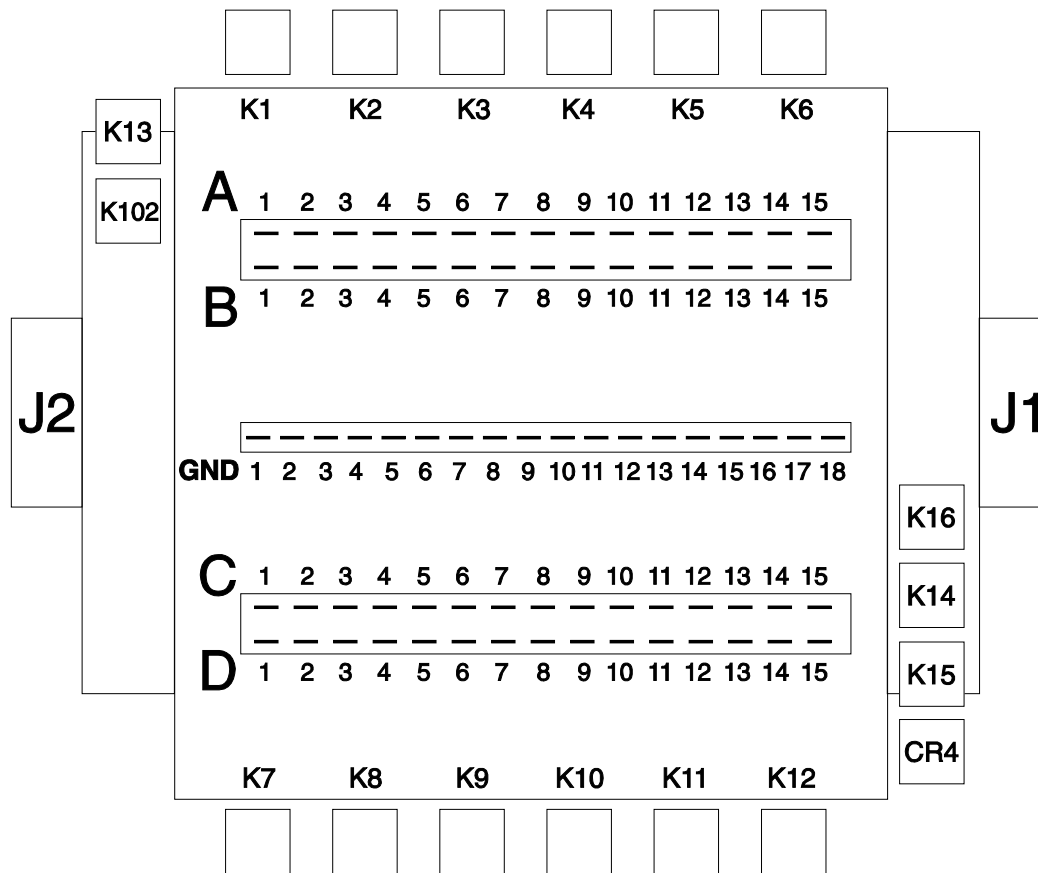 K1 K2 K3 K4 K5 K6
K13
K102
A 1 2 3 4 5 6 7 8 9 10 11 12 13 14 15
B 1 2 3 4 5 6 7 8 9 10 11 12 13 14 15
J2 J1
GND 1 2 3 4 5 6 7 8 9 10 11 12 13 14 15 16 17 18
K16
C 1 2 3 4 5 6 7 8 9 10 11 12 13 14 15
K14
D 1 2 3 4 5 6 7 8 9 10 11 12 13 14 15
K15
CR4
K7 K8 K9 K10 K11 K12